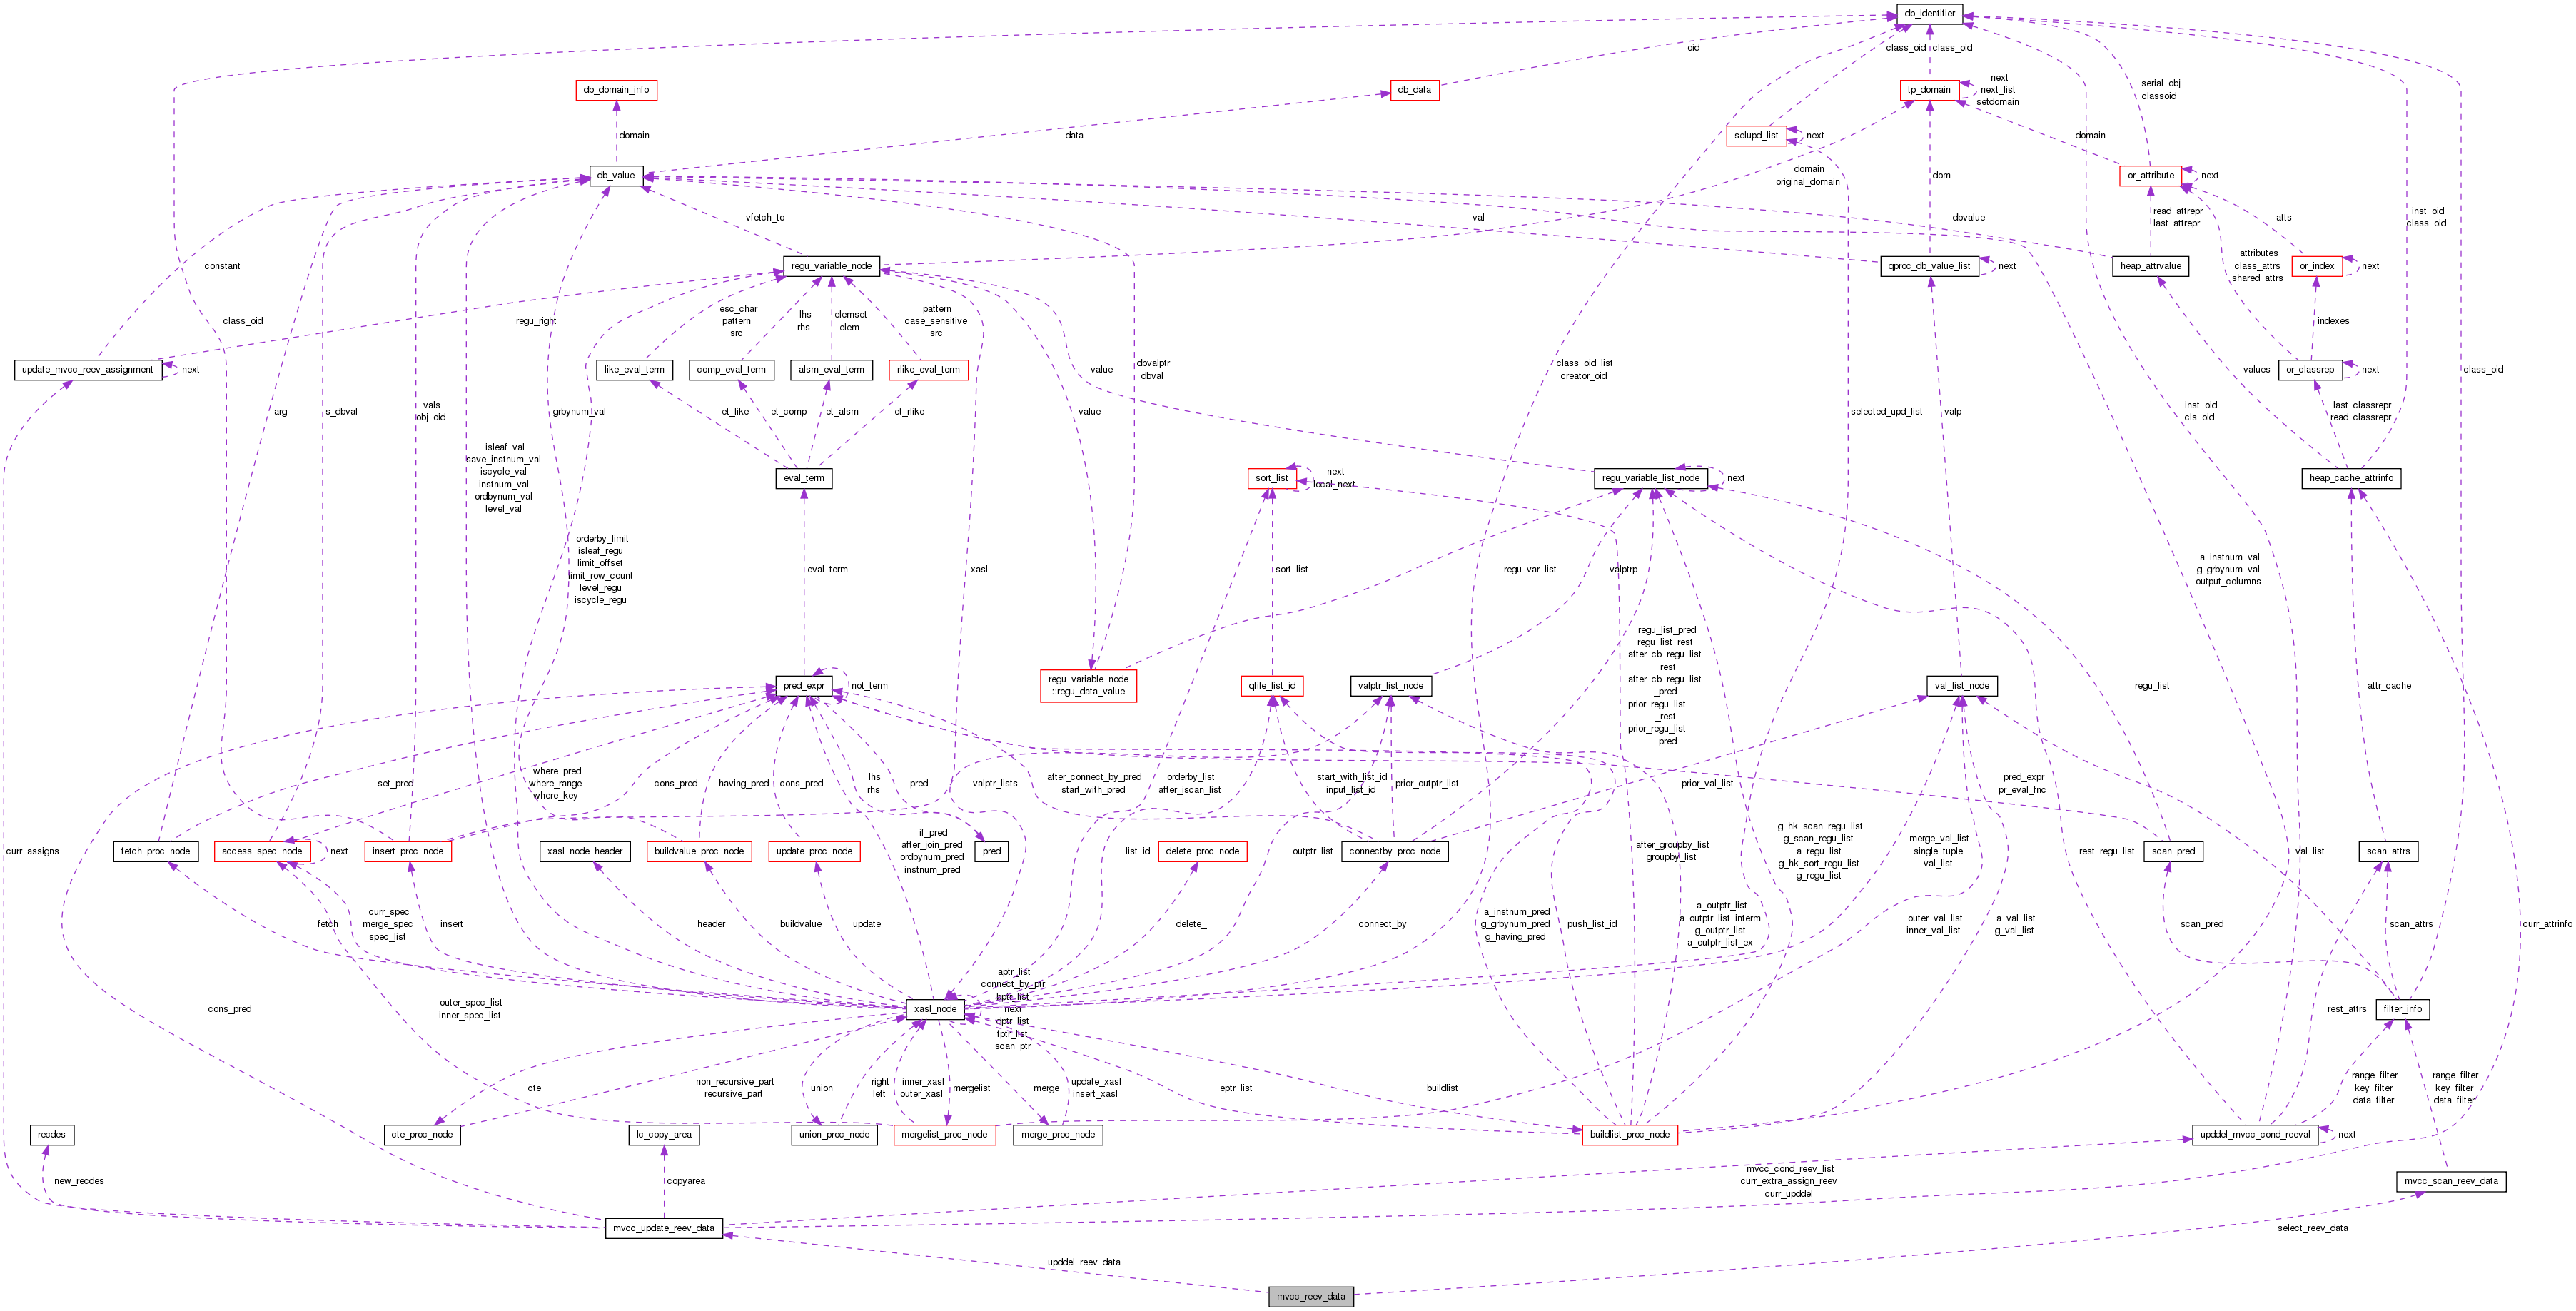 db_identifier
oid
class_oid
class_oid
db_domain_info
db_data
tp_domain
next
next_list
setdomain
serial_obj
classoid
domain
data
selupd_list
next
domain
db_value
domain
original_domain
dom
or_attribute
next
inst_oid
class_oid
vfetch_to
val
dbvalue
read_attrepr
last_attrepr
atts
constant
regu_variable_node
qproc_db_value_list
next
heap_attrvalue
attributes
class_attrs
shared_attrs
or_index
next
class_oid
regu_right
esc_char
pattern
src
lhs
rhs
elemset
elem
pattern
case_sensitive
src
indexes
update_mvcc_reev_assignment
next
like_eval_term
comp_eval_term
alsm_eval_term
rlike_eval_term
value
dbvalptr
dbval
class_oid_list
creator_oid
values
or_classrep
next
class_oid
arg
s_dbval
vals
obj_oid
grbynum_val
et_like
et_comp
et_alsm
et_rlike
value
selected_upd_list
valp
inst_oid
cls_oid
last_classrepr
read_classrepr
isleaf_val
save_instnum_val
iscycle_val
instnum_val
ordbynum_val
level_val
eval_term
sort_list
next
local_next
regu_variable_list_node
next
heap_cache_attrinfo
orderby_limit
isleaf_regu
limit_offset
limit_row_count
level_regu
iscycle_regu
eval_term
xasl
sort_list
regu_var_list
valptrp
a_instnum_val
g_grbynum_val
output_columns
pred_expr
not_term
regu_variable_node
::regu_data_value
qfile_list_id
valptr_list_node
regu_list_pred
regu_list_rest
after_cb_regu_list
_rest
after_cb_regu_list
_pred
prior_regu_list
_rest
prior_regu_list
_pred
val_list_node
regu_list
attr_cache
set_pred
where_pred
where_range
where_key
cons_pred
having_pred
cons_pred
lhs
rhs
pred
valptr_lists
after_connect_by_pred
start_with_pred
orderby_list
after_iscan_list
start_with_list_id
input_list_id
prior_outptr_list
prior_val_list
pred_expr
pr_eval_fnc
curr_assigns
fetch_proc_node
access_spec_node
next
insert_proc_node
xasl_node_header
buildvalue_proc_node
update_proc_node
if_pred
after_join_pred
ordbynum_pred
instnum_pred
pred
list_id
delete_proc_node
outptr_list
connectby_proc_node
after_groupby_list
groupby_list
g_hk_scan_regu_list
g_scan_regu_list
a_regu_list
g_hk_sort_regu_list
g_regu_list
merge_val_list
single_tuple
val_list
rest_regu_list
scan_pred
val_list
scan_attrs
fetch
curr_spec
merge_spec
spec_list
insert
header
buildvalue
update
delete_
connect_by
a_instnum_pred
g_grbynum_pred
g_having_pred
push_list_id
a_outptr_list
a_outptr_list_interm
g_outptr_list
a_outptr_list_ex
outer_val_list
inner_val_list
a_val_list
g_val_list
scan_pred
scan_attrs
curr_attrinfo
cons_pred
outer_spec_list
inner_spec_list
xasl_node
aptr_list
connect_by_ptr
bptr_list
next
dptr_list
fptr_list
scan_ptr
rest_attrs
filter_info
cte
non_recursive_part
recursive_part
union_
right
left
inner_xasl
outer_xasl
mergelist
merge
update_xasl
insert_xasl
eptr_list
buildlist
range_filter
key_filter
data_filter
range_filter
key_filter
data_filter
recdes
cte_proc_node
lc_copy_area
union_proc_node
mergelist_proc_node
merge_proc_node
buildlist_proc_node
upddel_mvcc_cond_reeval
next
new_recdes
copyarea
mvcc_cond_reev_list
curr_extra_assign_reev
curr_upddel
mvcc_scan_reev_data
mvcc_update_reev_data
select_reev_data
upddel_reev_data
mvcc_reev_data